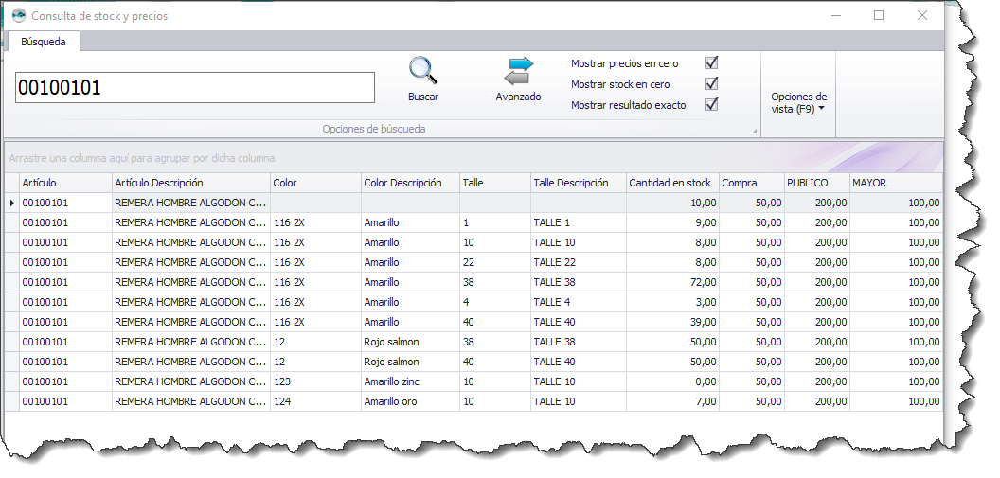 Consulta de stock y precios
Búsqueda
00100101
Buscar
Avanzado
Mostrar precios en cero
Mostrar stock en cero
Mostrar resultado exacto
Opciones de
vista (F9)
Opciones de búsqueda
Arrastre una columna aquí para agrupar por dicha columna
Artículo Artículo Descripción Color Color Descripción Talle Talle Descripción Cantidad en stock Compra PUBLICO MAYOR
00100101 REMERA HOMBRE ALGODON C... 10,00 50,00 200,00 100,00
00100101 REMERA HOMBRE ALGODON C... 116 2X Amarillo 1 TALLE 1 9,00 50,00 200,00 100,00
00100101 REMERA HOMBRE ALGODON C... 116 2X Amarillo 10 TALLE 10 8,00 50,00 200,00 100,00
00100101 REMERA HOMBRE ALGODON C... 116 2X Amarillo 22 TALLE 22 8,00 50,00 200,00 100,00
00100101 REMERA HOMBRE ALGODON C... 116 2X Amarillo 38 TALLE 38 72,00 50,00 200,00 100,00
00100101 REMERA HOMBRE ALGODON C... 116 2X Amarillo 4 TALLE 4 3,00 50,00 200,00 100,00
00100101 REMERA HOMBRE ALGODON C... 116 2X Amarillo 40 TALLE 40 39,00 50,00 200,00 100,00
00100101 REMERA HOMBRE ALGODON C... 12 Rojo salmon 38 TALLE 38 50,00 50,00 200,00 100,00
00100101 REMERA HOMBRE ALGODON C... 12 Rojo salmon 40 TALLE 40 50,00 50,00 200,00 100,00
00100101 REMERA HOMBRE ALGODON C... 123 Amarillo zinc 10 TALLE 10 0,00 50,00 200,00 100,00
00100101 REMERA HOMBRE ALGODON C... 124 Amarillo oro 10 TALLE 10 7,00 50,00 200,00 100,00